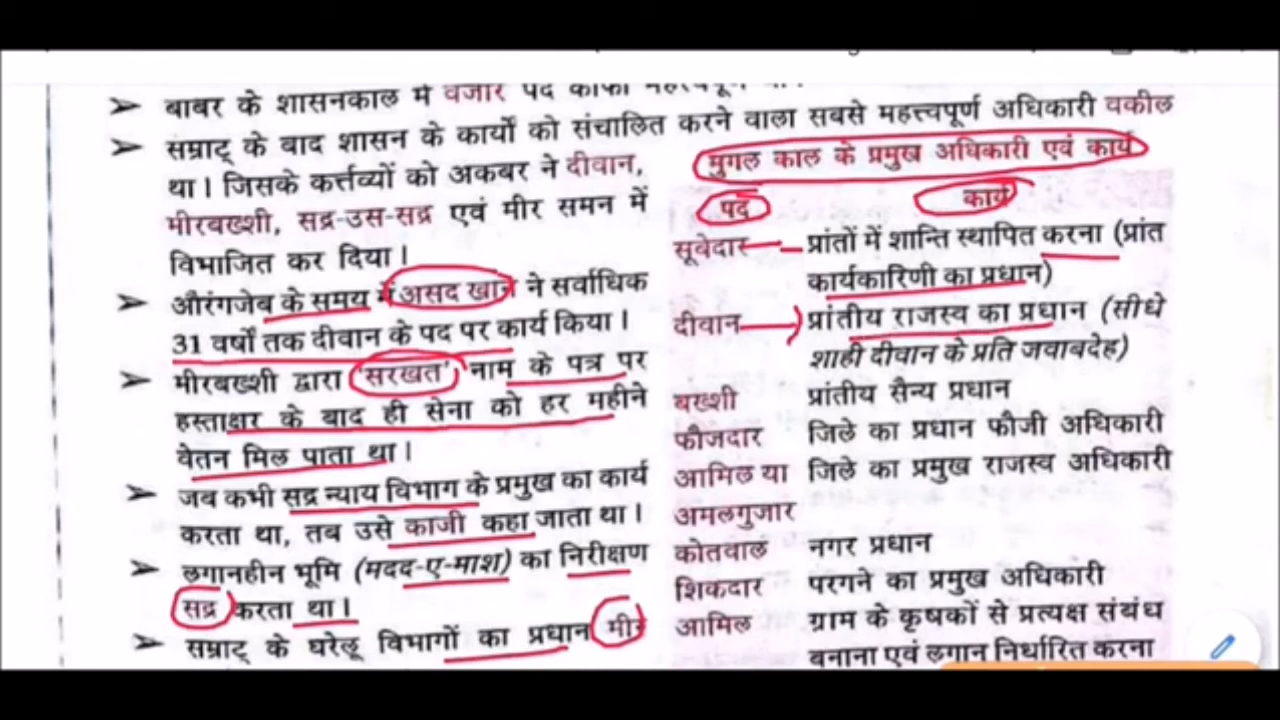 ➤ बाबर के शासनकाल में वजीर पद काफी महत्त्वपूर्ण था।
➤ सम्राट् के बाद शासन के कार्यों को संचालित करने वाला सबसे महत्त्वपूर्ण अधिकारी वकील
था। जिसके कर्त्तव्यों को अकबर ने दीवान,
मीरबख्शी, सद्र-उस-सद्र एवं मीर समन में
विभाजित कर दिया।
➤ औरंगजेब के समय में असद खान ने सर्वाधिक
31 वर्षों तक दीवान के पद पर कार्य किया।
➤ मीरबख्शी द्वारा 'सरखत' नाम के पत्र पर
हस्ताक्षर के बाद ही सेना को हर महीने
वेतन मिल पाता था।
➤ जब कभी सद्र न्याय विभाग के प्रमुख का कार्य
करता था, तब उसे काजी कहा जाता था।
➤ लगानहीन भूमि (मदद-ए-माश) का निरीक्षण
सद्र करता था।
➤ सम्राट् के घरेलू विभागों का प्रधान मीर
मुगल काल के प्रमुख अधिकारी एवं कार्य
पद कार्य
सूबेदार प्रांतों में शान्ति स्थापित करना (प्रांत
कार्यकारिणी का प्रधान)
दीवान प्रांतीय राजस्व का प्रधान (सीधे
शाही दीवान के प्रति जवाबदेह)
बख्शी प्रांतीय सैन्य प्रधान
फौजदार जिले का प्रधान फौजी अधिकारी
आमिल या जिले का प्रमुख राजस्व अधिकारी
अमलगुजार
कोतवाल नगर प्रधान
शिकदार परगने का प्रमुख अधिकारी
आमिल ग्राम के कृषकों से प्रत्यक्ष संबंध
बनाना एवं लगान निर्धारित करना